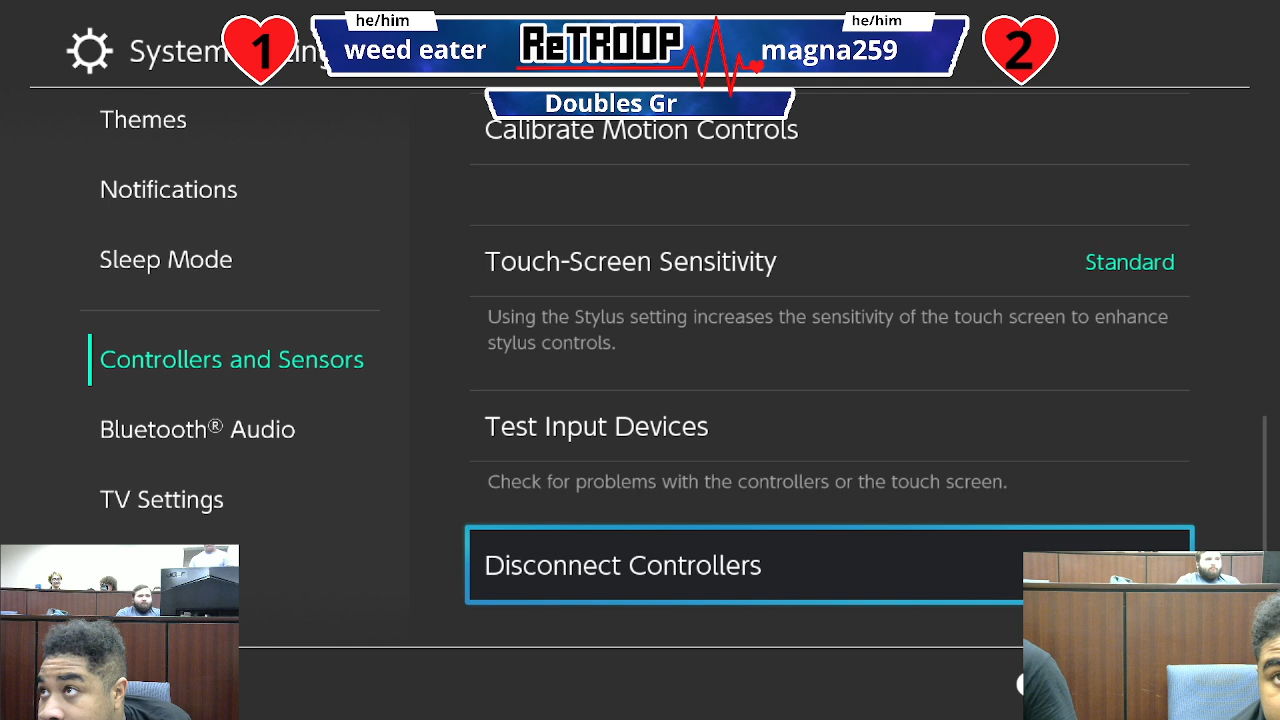 he/him
he/him
1
weed eater
ReTROOP
magna259
2
System
Doubles Gr
Themes
Notifications
Sleep Mode
Controllers and Sensors
Bluetooth® Audio
TV Settings
Calibrate Motion Controls
Touch-Screen Sensitivity
Standard
Using the Stylus setting increases the sensitivity of the touch screen to enhance
stylus controls.
Test Input Devices
Check for problems with the controllers or the touch screen.
Disconnect Controllers